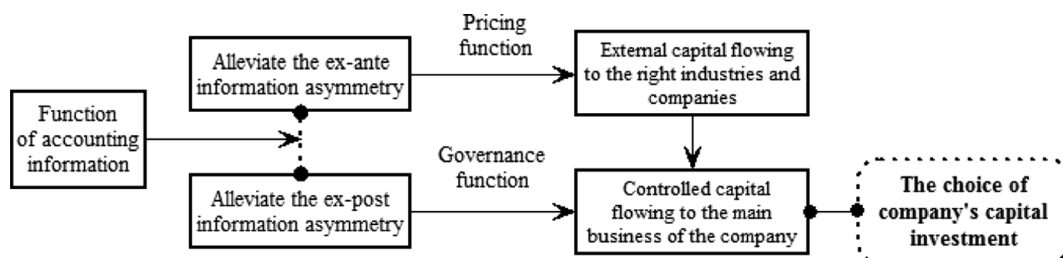 Function
of accounting
information
Alleviate the ex-ante
information asymmetry
Pricing
function
External capital flowing
to the right industries and
companies
Alleviate the ex-post
information asymmetry
Governance
function
Controlled capital
flowing to the main
business of the company
The choice of
company's capital
investment